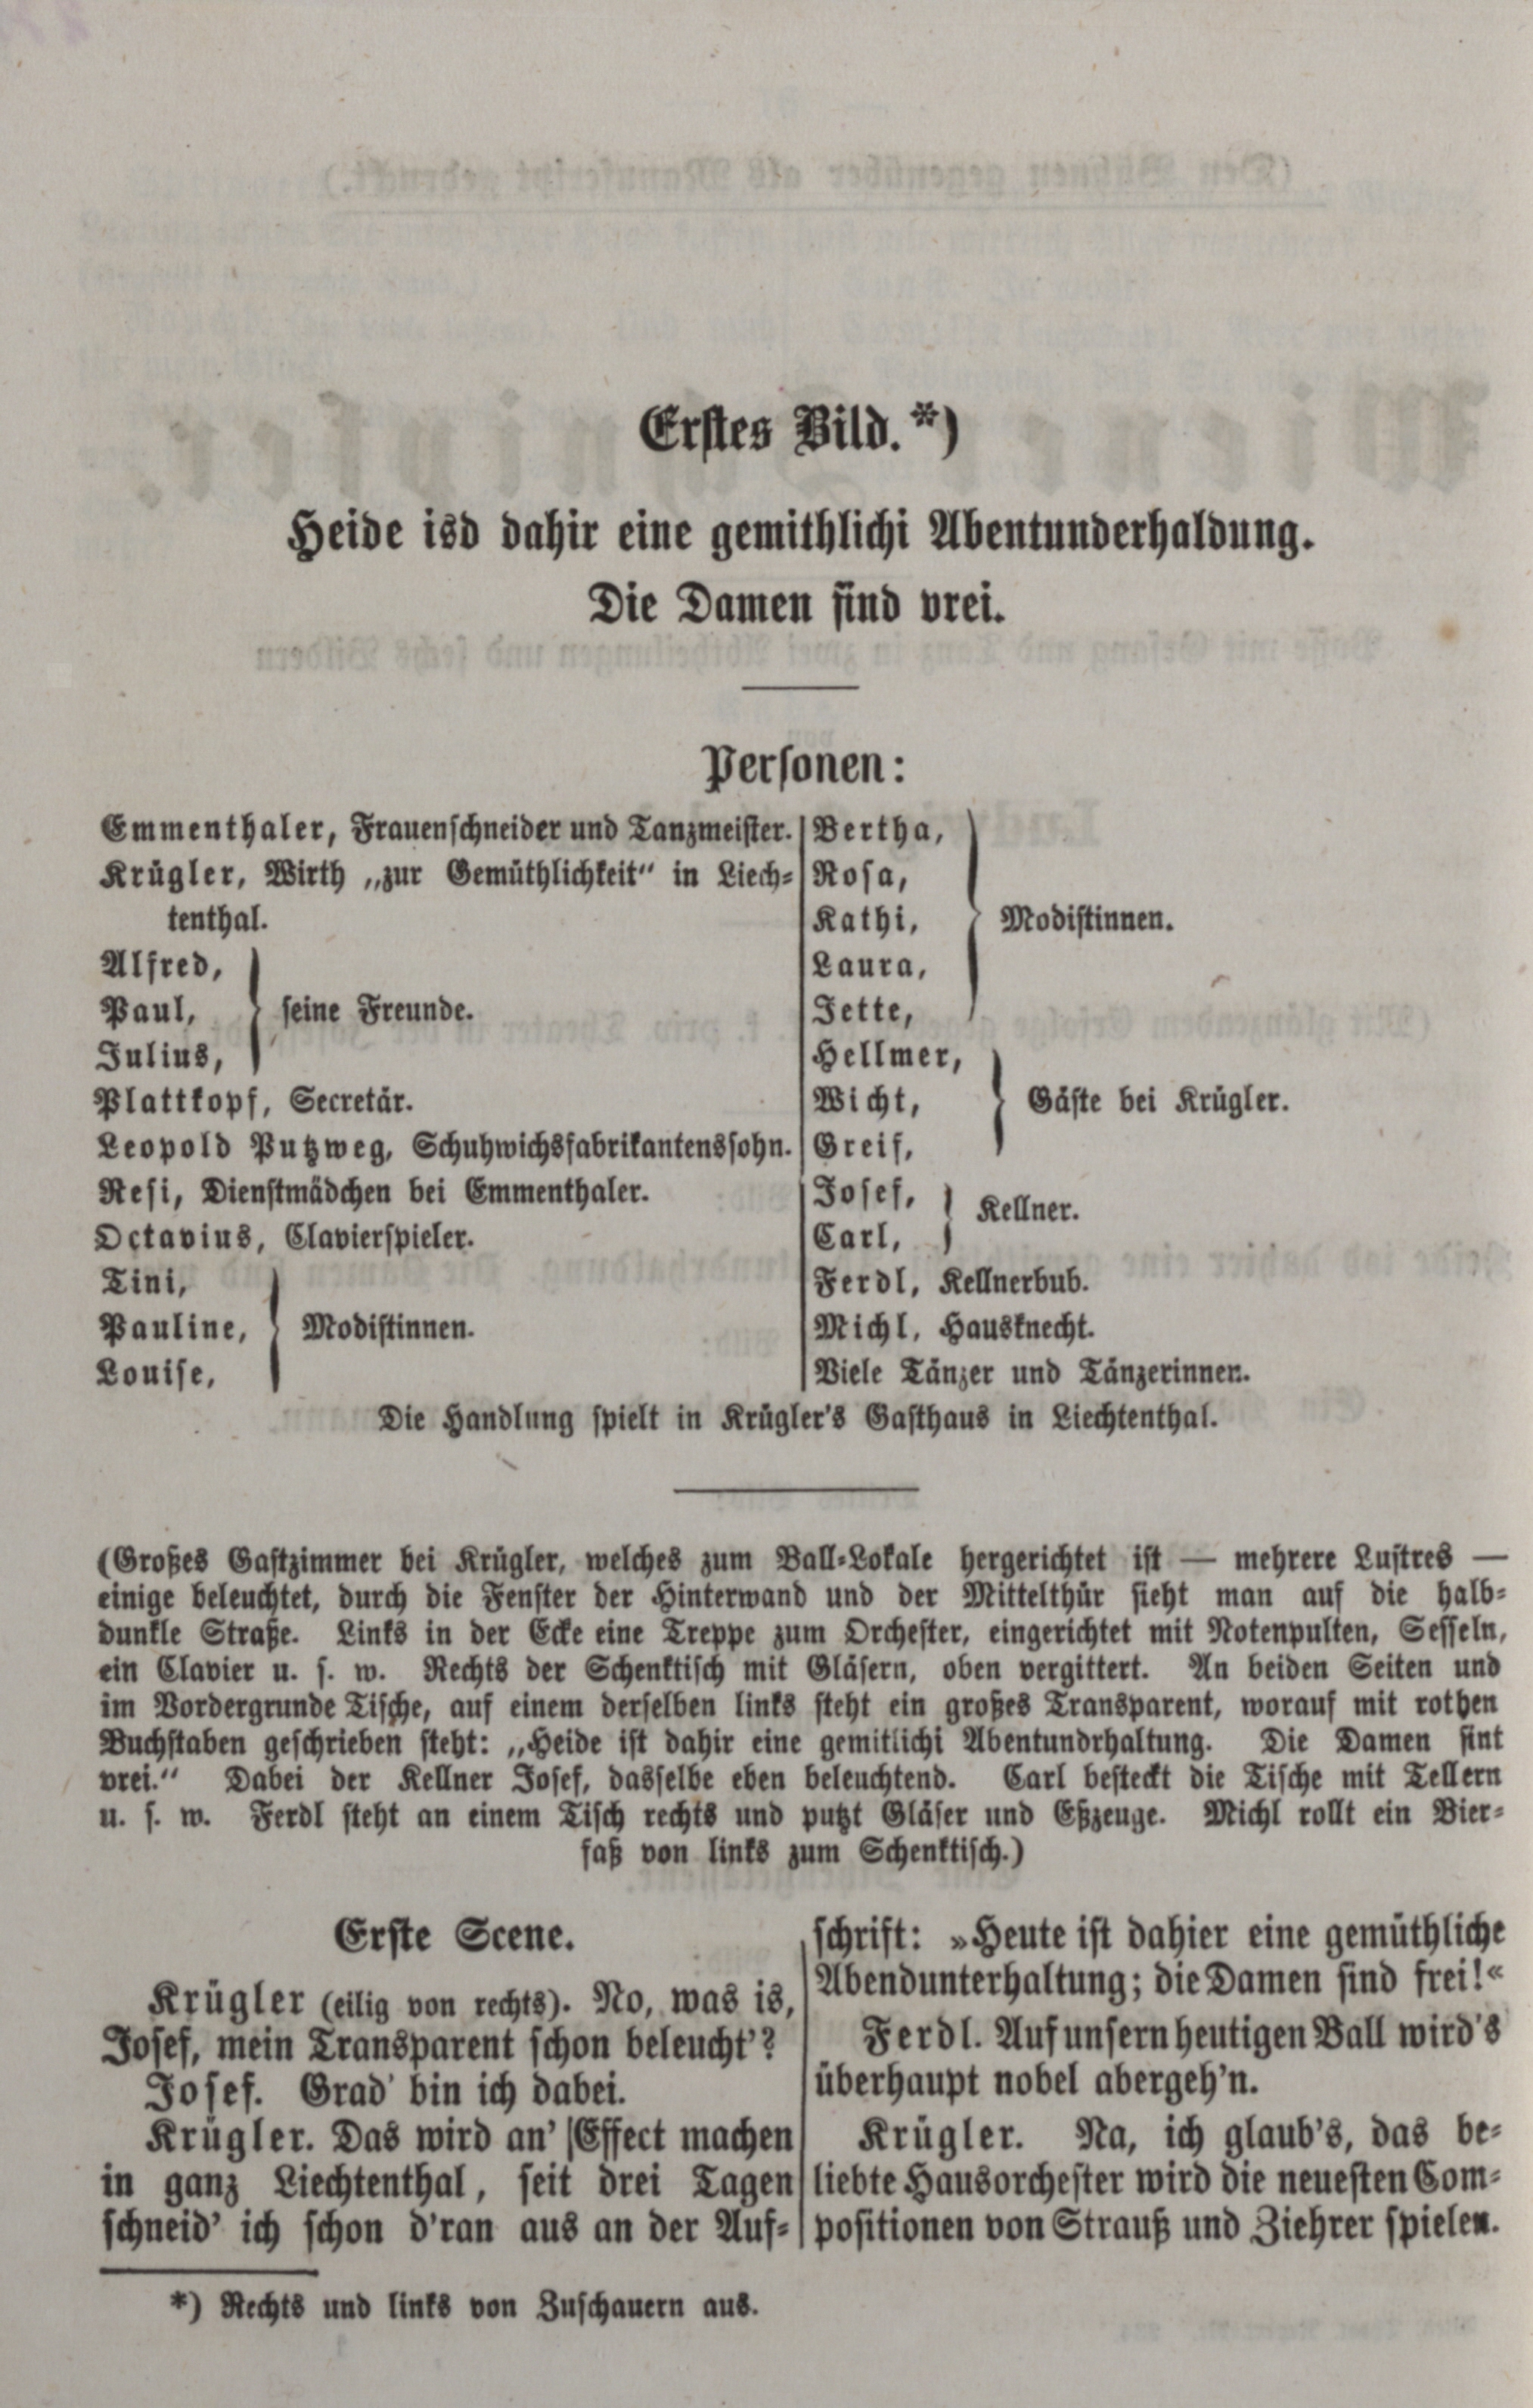 Erstes Bild.*)
Heide isd dahir eine gemithlichi Abentunderhaldung.
Die Damen sind vrei.
Personen:
Emmenthaler, Frauenschneider und Tanzmeister.
Krügler, Wirth „zur Gemüthlichkeit“ in Liech-
tenthal.
Alfred,
Paul, seine Freunde.
Julius,
Plattkopf, Secretär.
Leopold Putzweg, Schuhwichsfabrikantenssohn.
Resi, Dienstmädchen bei Emmenthaler.
Octavius, Clavierspieler.
Tini,
Pauline, Modistinnen.
Louise,
Bertha,
Rosa,
Kathi, Modistinnen.
Laura,
Jette,
Hellmer,
Wicht, Gäste bei Krügler.
Greif,
Josef,
Kellner.
Carl,
Ferdl, Kellnerbub.
Michl, Hausknecht.
Viele Tänzer und Tänzerinnen.
Die Handlung spielt in Krügler's Gasthaus in Liechtenthal.
(Großes Gastzimmer bei Krügler, welches zum Ball-Lokale hergerichtet ist — mehrere Lustres —
einige beleuchtet, durch die Fenster der Hinterwand und der Mittelthür sieht man auf die halb-
dunkle Straße. Links in der Ecke eine Treppe zum Orchester, eingerichtet mit Notenpulten, Sesseln,
ein Clavier u. s. w. Rechts der Schenktisch mit Gläsern, oben vergittert. An beiden Seiten und
im Vordergrunde Tische, auf einem derselben links steht ein großes Transparent, worauf mit rothen
Buchstaben geschrieben steht: „Heide ist dahir eine gemitlichi Abentundrhaltung. Die Damen sint
vrei.“ Dabei der Kellner Josef, dasselbe eben beleuchtend. Carl besteckt die Tische mit Tellern
u. s. w. Ferdl steht an einem Tisch rechts und putzt Gläser und Eßzeuge. Michl rollt ein Bier-
faß von links zum Schenktisch.)
Erste Scene.
Krügler (eilig von rechts). No, was is,
Josef, mein Transparent schon beleucht'?
Josef. Grad' bin ich dabei.
Krügler. Das wird an' Effect machen
in ganz Liechtenthal, seit drei Tagen
schneid' ich schon d'ran aus an der Auf-
schrift: »Heute ist dahier eine gemüthliche
Abendunterhaltung; die Damen sind frei!«
Ferdl. Auf unsern heutigen Ball wird's
überhaupt nobel abergeh'n.
Krügler. Na, ich glaub's, das be-
liebte Hausorchester wird die neuesten Com-
positionen von Strauß und Ziehrer spielen.
*) Rechts und links von Zuschauern aus.